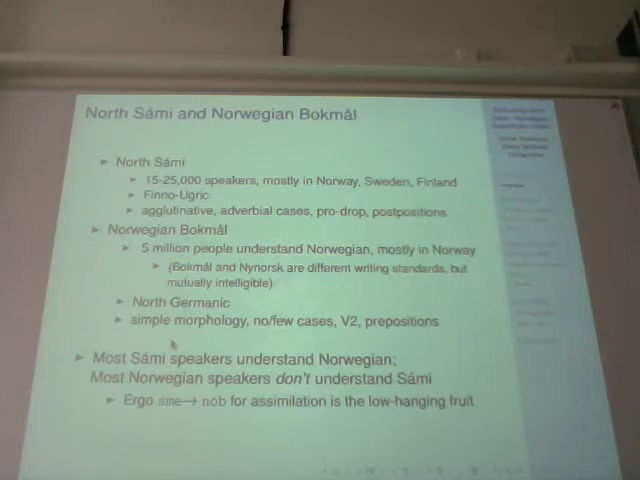 North Sámi and Norwegian Bokmål
► North Sámi
► 15-25,000 speakers, mostly in Norway, Sweden, Finland
► Finno-Ugric
► agglutinative, adverbial cases, pro-drop, postpositions
► Norwegian Bokmål
► 5 million people understand Norwegian, mostly in Norway
► (Bokmål and Nynorsk are different writing standards, but
mutually intelligible)
► North Germanic
► simple morphology, no/few cases, V2, prepositions
► Most Sámi speakers understand Norwegian;
Most Norwegian speakers don't understand Sámi
► Ergo sme→ nob for assimilation is the low-hanging fruit